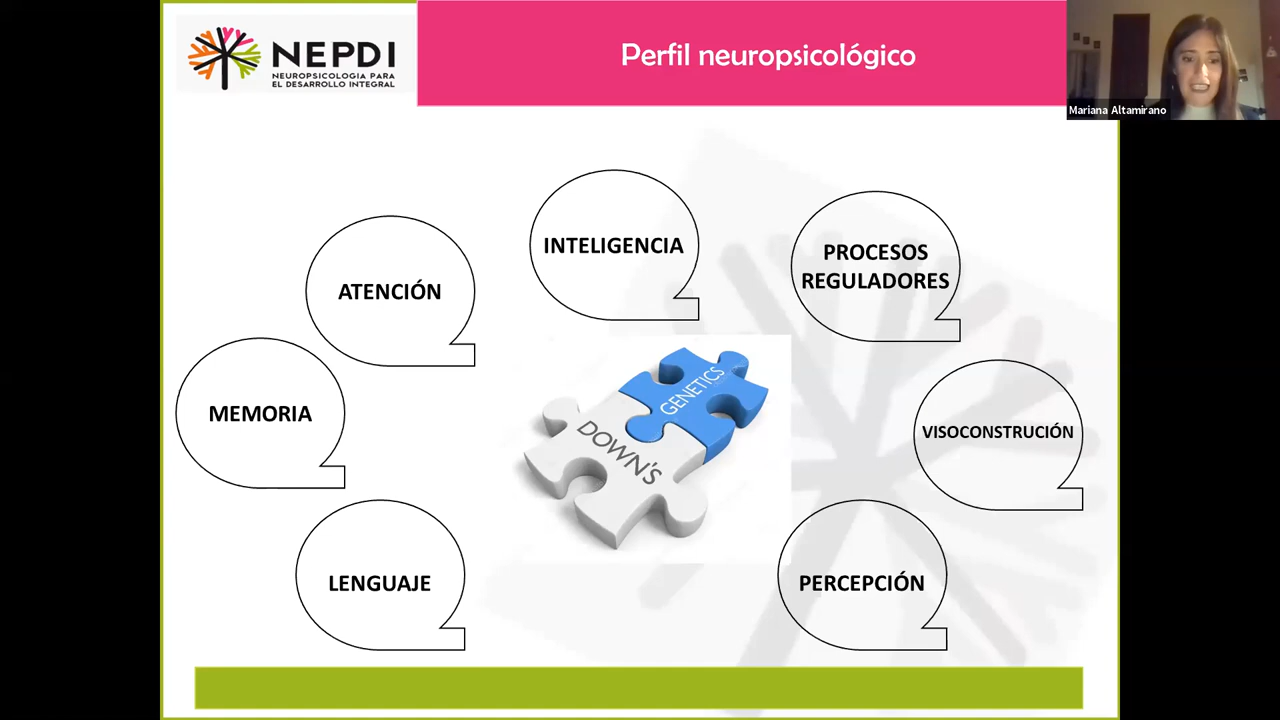 NEPDI
NEUROPSICOLOGIA PARA
EL DESARROLLO INTEGRAL
Perfil neuropsicológico
Mariana Altamirano
INTELIGENCIA
PROCESOS
REGULADORES
ATENCIÓN
MEMORIA
VISOCONSTRUCIÓN
GENETICS
DOWN'S
LENGUAJE
PERCEPCIÓN